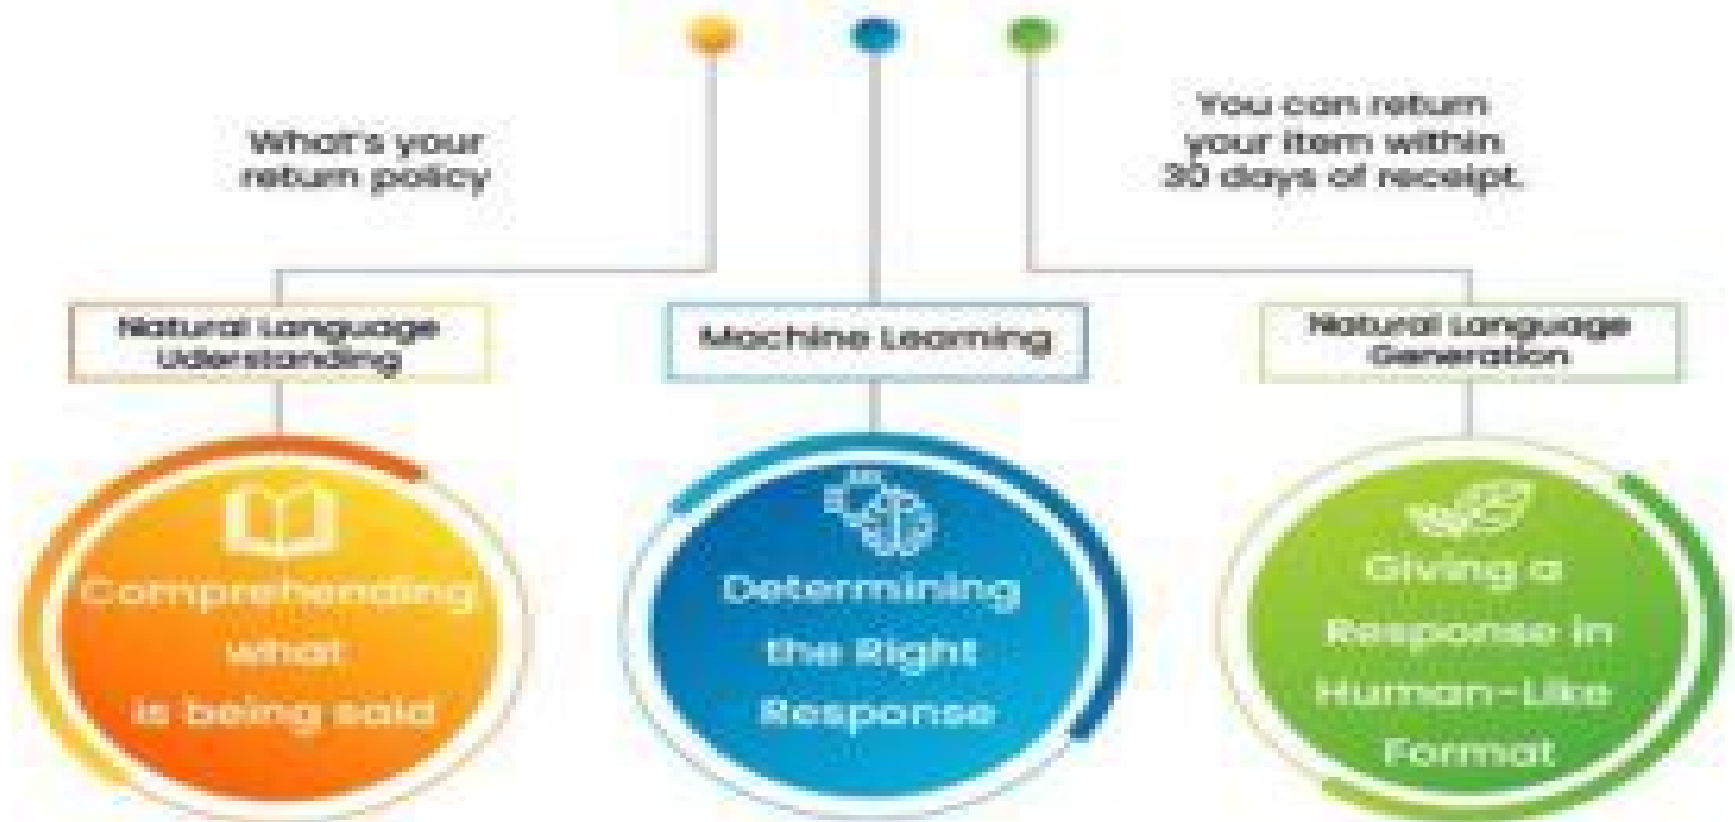 What's your
return policy
You can return
your item within
30 days of receipt.
Natural Language
Uderstanding
Machine Learning
Natural Language
Generation
Comprehending
what
is being said
Determining
the Right
Response
Giving a
Response in
Human-Like
Format